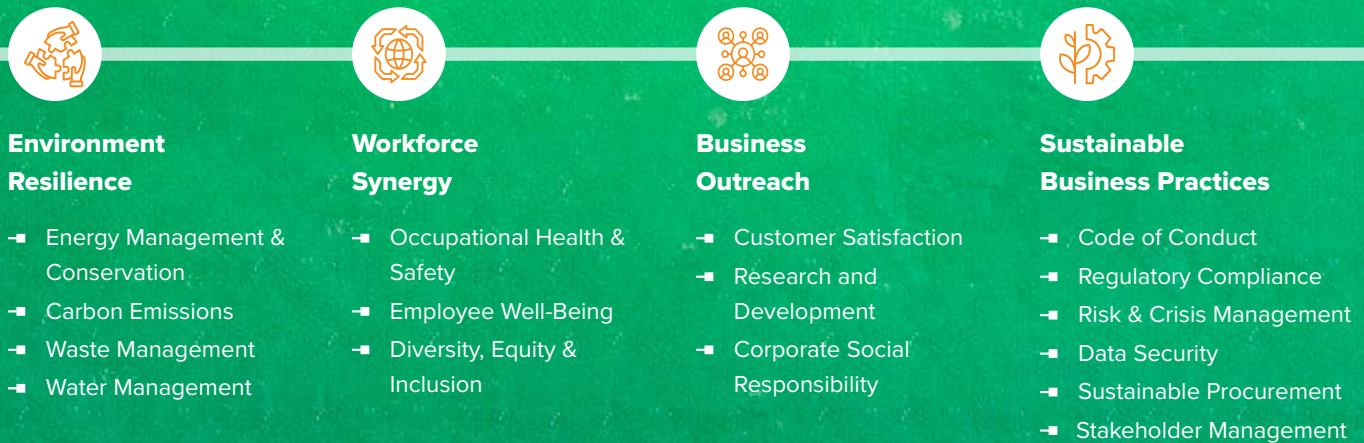 Environment
Resilience
Energy Management &
Conservation
Carbon Emissions
Waste Management
Water Management
Workforce
Synergy
Occupational Health &
Safety
Employee Well-Being
Diversity, Equity &
Inclusion
Business
Outreach
Customer Satisfaction
Research and
Development
Corporate Social
Responsibility
Sustainable
Business Practices
Code of Conduct
Regulatory Compliance
Risk & Crisis Management
Data Security
Sustainable Procurement
Stakeholder Management